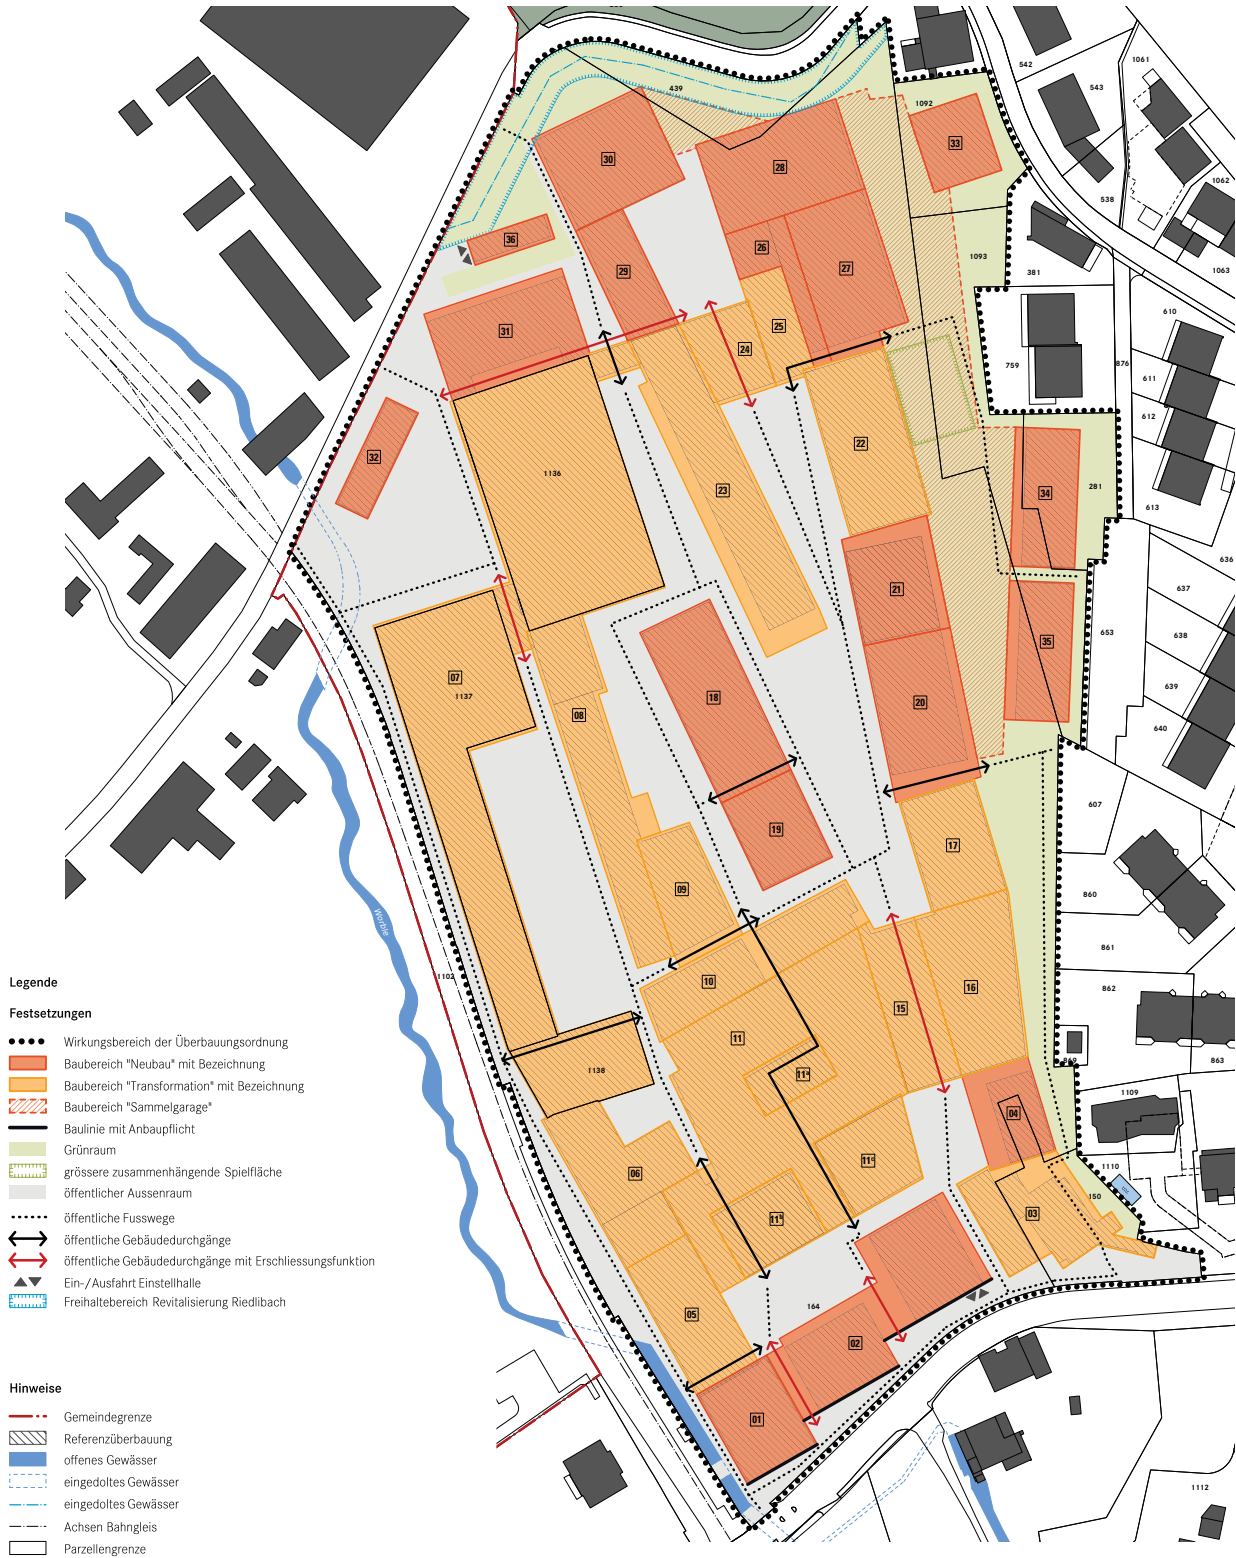 439
1092
542
543
1061
1062
1063
538
381
1093
33
30
28
36
26
27
29
31
25
24
759
876
610
611
612
613
32
22
1136
23
34
281
636
637
638
639
640
653
21
35
07
1137
08
18
20
19
17
09
607
860
861
862
863
869
Worble
1102
10
11
15
16
11ᵃ
1138
04
1109
1110
150
06
11ᶜ
11ᵇ
03
05
164
02
01
1112
Legende
Festsetzungen
Wirkungsbereich der Überbauungsordnung
Baubereich "Neubau" mit Bezeichnung
Baubereich "Transformation" mit Bezeichnung
Baubereich "Sammelgarage"
Baulinie mit Anbaupflicht
Grünraum
grössere zusammenhängende Spielfläche
öffentlicher Aussenraum
öffentliche Fusswege
öffentliche Gebäudedurchgänge
öffentliche Gebäudedurchgänge mit Erschliessungsfunktion
Ein-/Ausfahrt Einstellhalle
Freihaltebereich Revitalisierung Riedlibach
Hinweise
Gemeindegrenze
Referenzüberbauung
offenes Gewässer
eingedoltes Gewässer
eingedoltes Gewässer
Achsen Bahngleis
Parzellengrenze